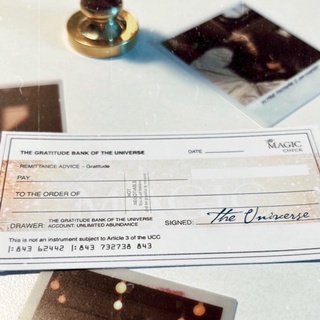 THE GRATITUDE BANK OF THE UNIVERSE
DATE
MAGIC
CHECK
REMITTANCE ADVICE - Gratitude
PAY
TO THE ORDER OF
NOT
NEGOTIABLE
THE GRATITUDE BANK OF THE UNIVERSE
DRAWER: ACCOUNT: UNLIMITED ABUNDANCE
SIGNED: The Universe
This is not an instrument subject to Article 3 of the UCC
843 62442 843 732738 843